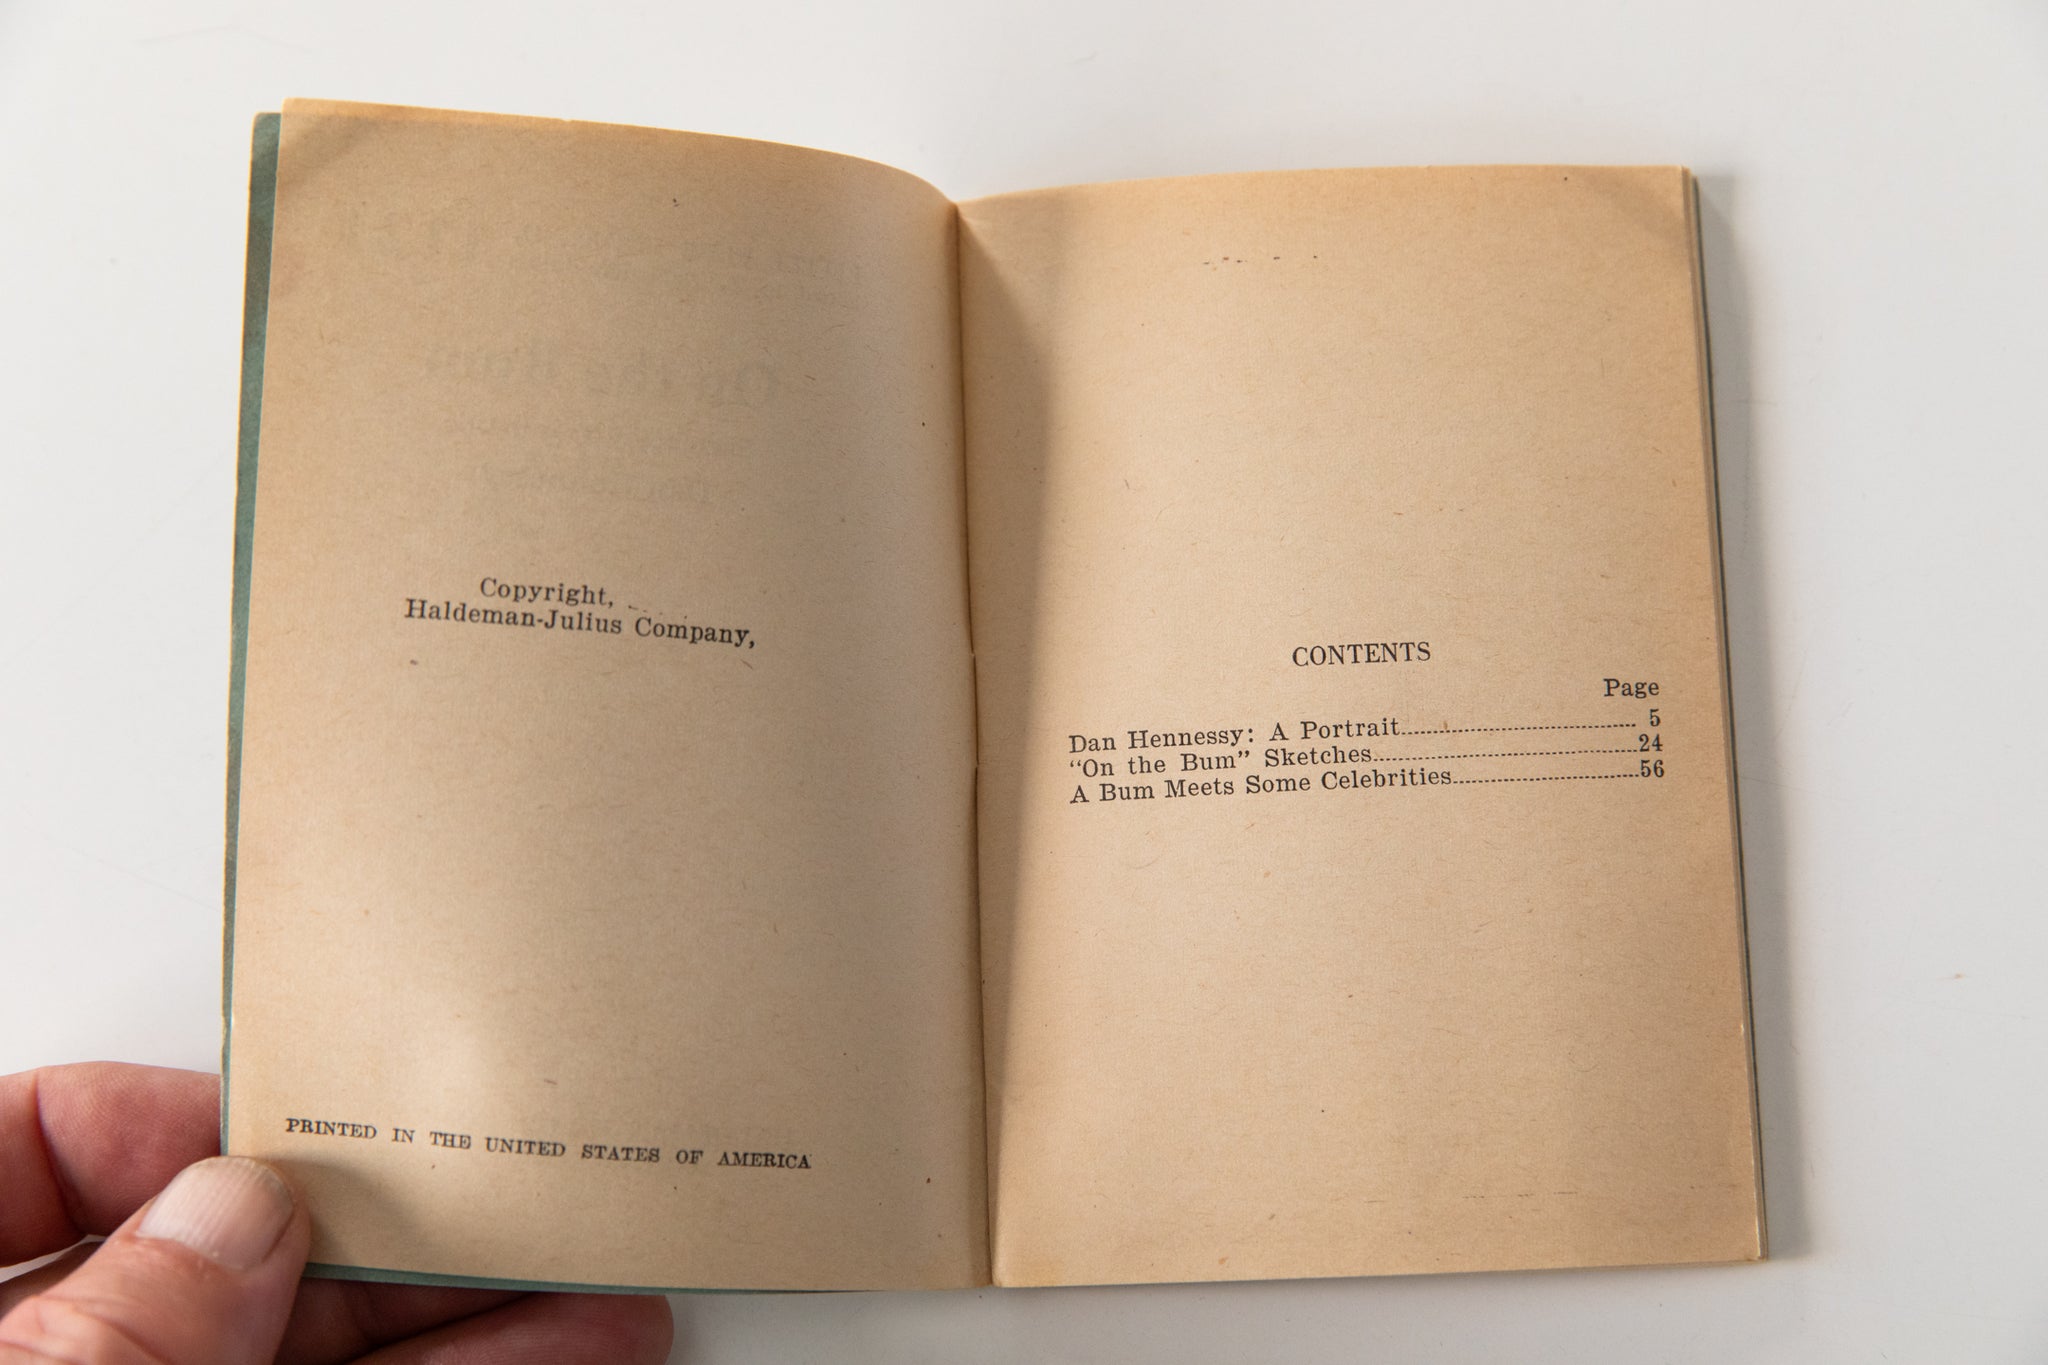 Copyright,
Haldeman-Julius Company,
PRINTED IN THE UNITED STATES OF AMERICA
CONTENTS
Page
Dan Hennessy: A Portrait 5
“On the Bum” Sketches 24
A Bum Meets Some Celebrities 56